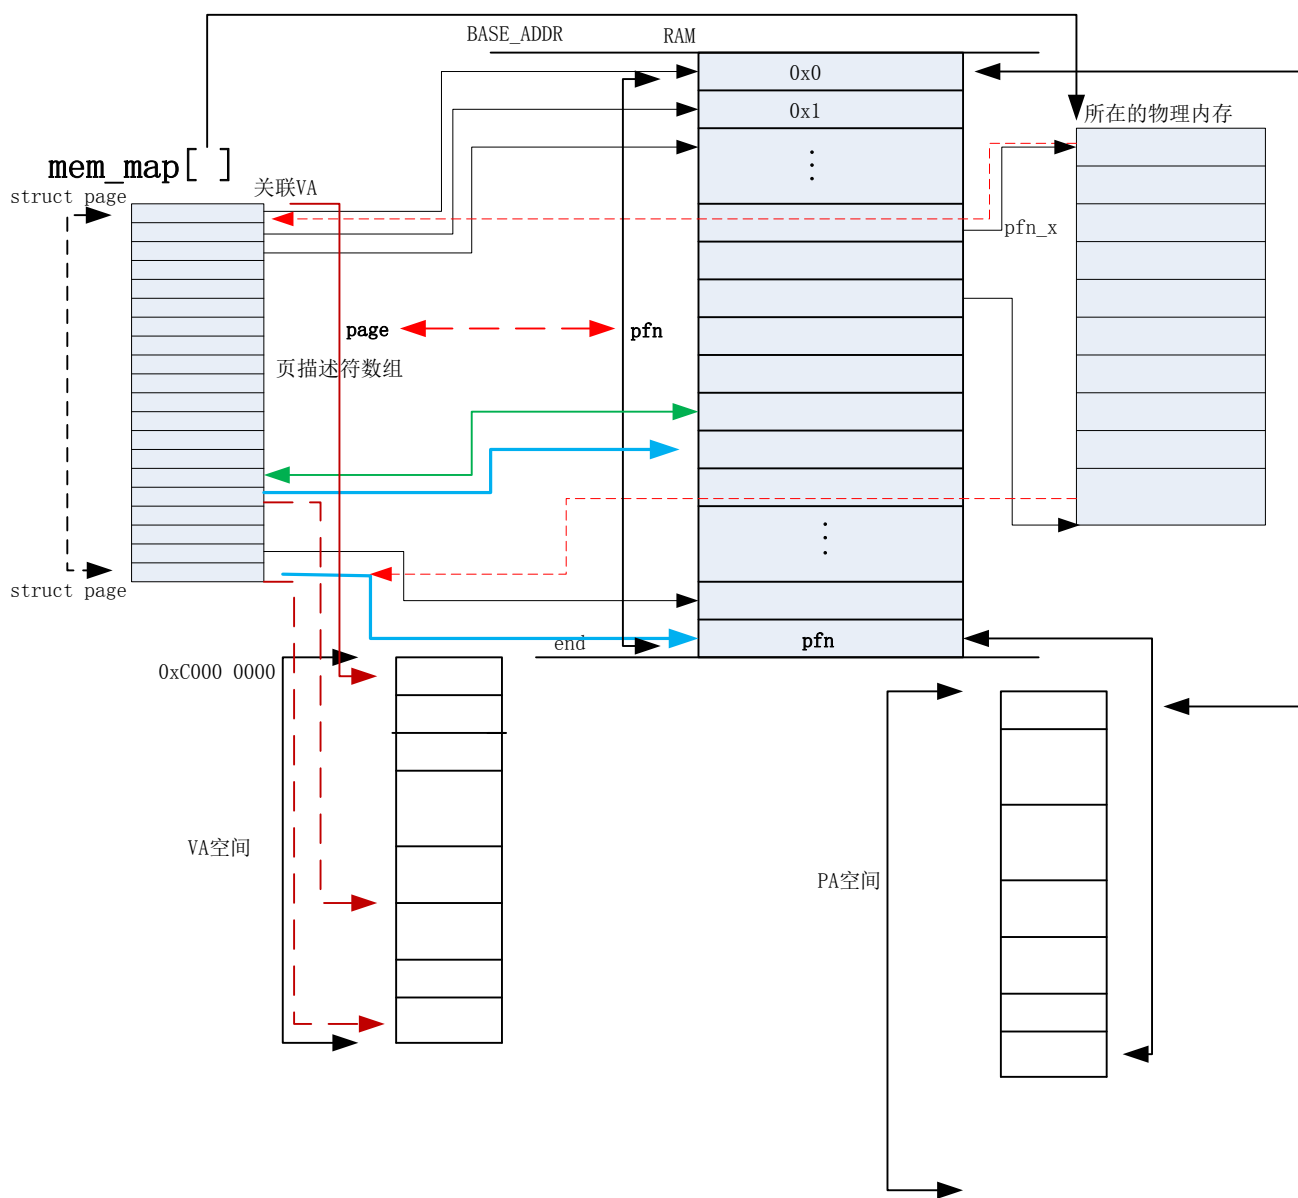 BASE_ADDR
RAM
0x0
0x1
所在的物理内存
mem_map[ ]
struct page
关联VA
pfn_x
page
pfn
页描述符数组
struct page
end
pfn
0xC000 0000
VA空间
PA空间